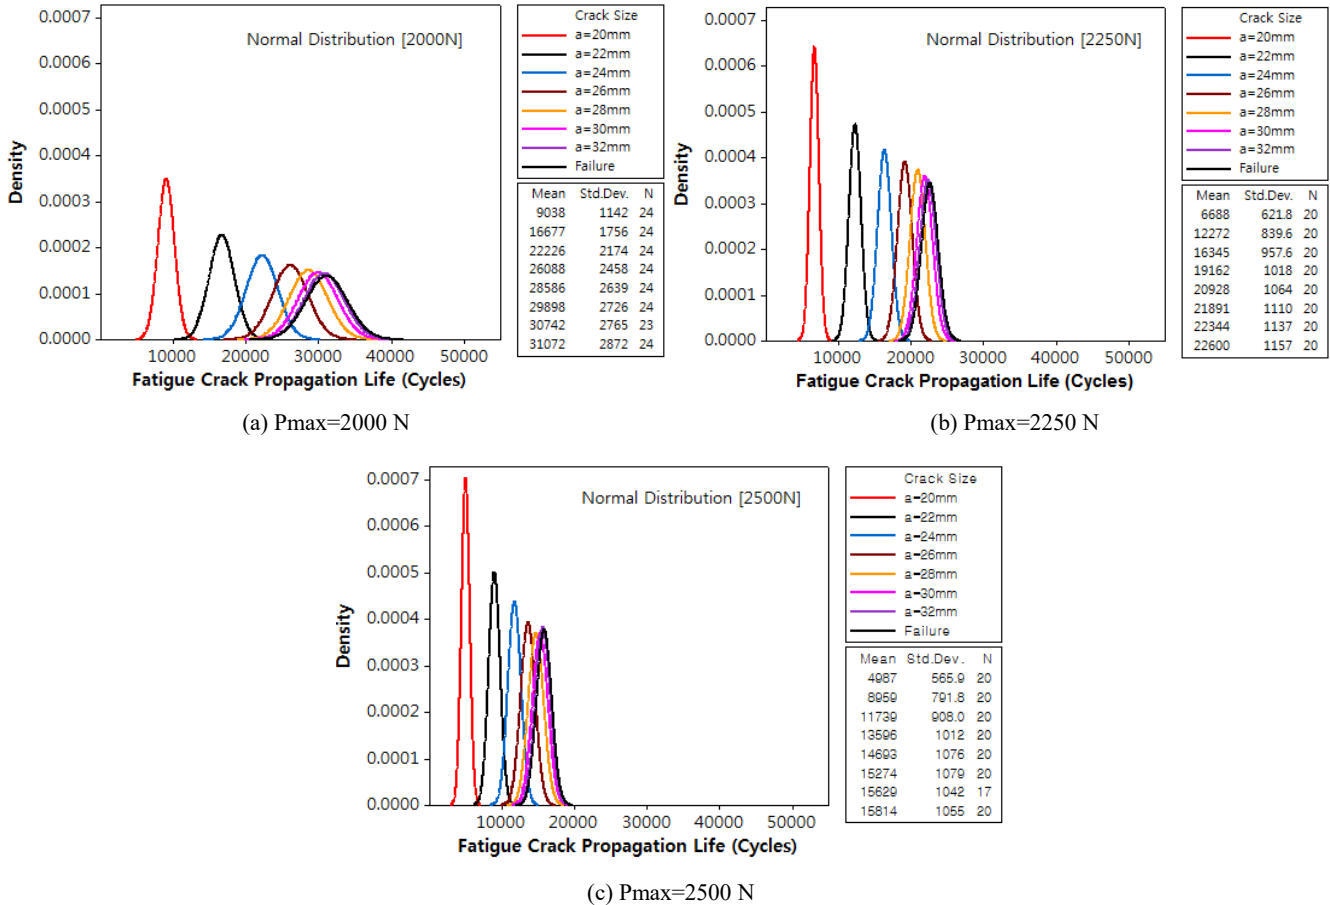 0.0007
0.0006
0.0005
0.0004
0.0003
0.0002
0.0001
0.0000
Density
Normal Distribution [2000N]
10000 20000 30000 40000 50000
Fatigue Crack Propagation Life (Cycles)
Crack Size
a=20mm
a=22mm
a=24mm
a=26mm
a=28mm
a=30mm
a=32mm
Failure
Mean Std.Dev. N
9038 1142 24
16677 1756 24
22226 2174 24
26088 2458 24
28586 2639 24
29898 2726 24
30742 2765 23
31072 2872 24
(a) Pmax=2000 N
0.0007
0.0006
0.0005
0.0004
0.0003
0.0002
0.0001
0.0000
Density
Normal Distribution [2250N]
10000 20000 30000 40000 50000
Fatigue Crack Propagation Life (Cycles)
Crack Size
a=20mm
a=22mm
a=24mm
a=26mm
a=28mm
a=30mm
a=32mm
Failure
Mean Std.Dev. N
6688 621.8 20
12272 839.6 20
16345 957.6 20
19162 1018 20
20928 1064 20
21891 1110 20
22344 1137 20
22600 1157 20
(b) Pmax=2250 N
0.0007
0.0006
0.0005
0.0004
0.0003
0.0002
0.0001
0.0000
Density
Normal Distribution [2500N]
10000 20000 30000 40000 50000
Fatigue Crack Propagation Life (Cycles)
Crack Size
a=20mm
a=22mm
a=24mm
a=26mm
a=28mm
a=30mm
a=32mm
Failure
Mean Std.Dev. N
4987 565.9 20
8959 791.8 20
11739 908.0 20
13596 1012 20
14693 1076 20
15274 1079 20
15629 1042 17
15814 1055 20
(c) Pmax=2500 N